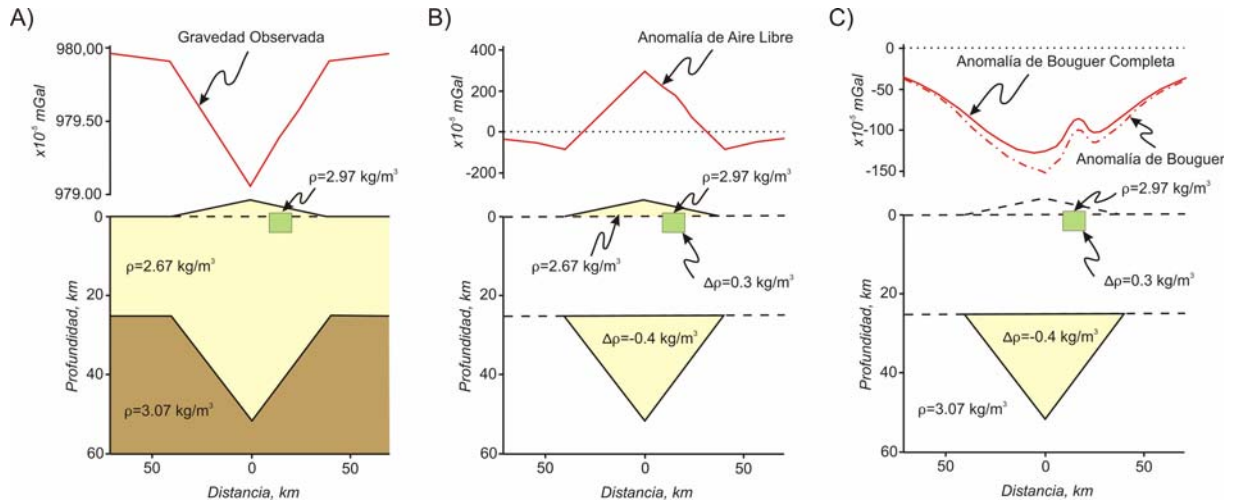 A)
980,00
979.50
979.00
x10⁻⁵ mGal
Gravedad Observada
ρ=2.97 kg/m³
0
20
40
60
Profundidad, km
ρ=2.67 kg/m³
ρ=3.07 kg/m³
50
0
50
Distancia, km
B)
400
200
0
-200
x10⁻⁵ mGal
Anomalía de Aire Libre
ρ=2.97 kg/m³
0
20
40
60
Profundidad, km
ρ=2.67 kg/m³
Δρ=0.3 kg/m³
Δρ=-0.4 kg/m³
50
0
50
Distancia, km
C)
0
-50
-100
-150
x10⁻⁵ mGal
Anomalía de Bouguer Completa
Anomalía de Bouguer
ρ=2.97 kg/m³
0
20
40
60
Profundidad, km
Δρ=0.3 kg/m³
Δρ=-0.4 kg/m³
ρ=3.07 kg/m³
50
0
50
Distancia, km